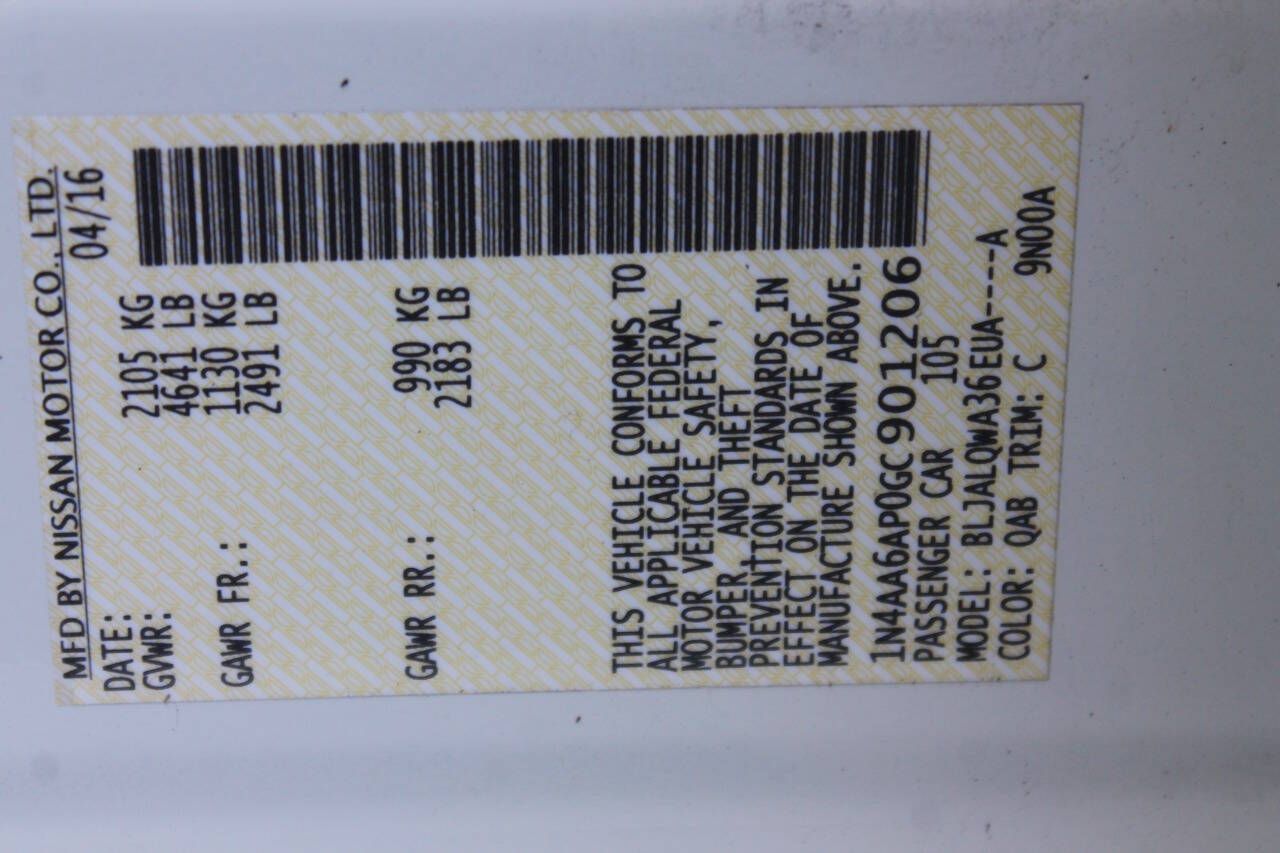 MFD BY NISSAN MOTOR CO., LTD.
DATE: 04/16
GVWR: 2105 KG
4641 LB
GAWR FR.: 1130 KG
2491 LB
GAWR RR.: 990 KG
2183 LB
THIS VEHICLE CONFORMS TO
ALL APPLICABLE FEDERAL
MOTOR VEHICLE SAFETY,
BUMPER, AND THEFT
PREVENTION STANDARDS IN
EFFECT ON THE DATE OF
MANUFACTURE SHOWN ABOVE.
1N4AA6AP0GC901206
PASSENGER CAR 105
MODEL: BLJALQWA36EUA----A
COLOR: QAB TRIM: C 9N00A